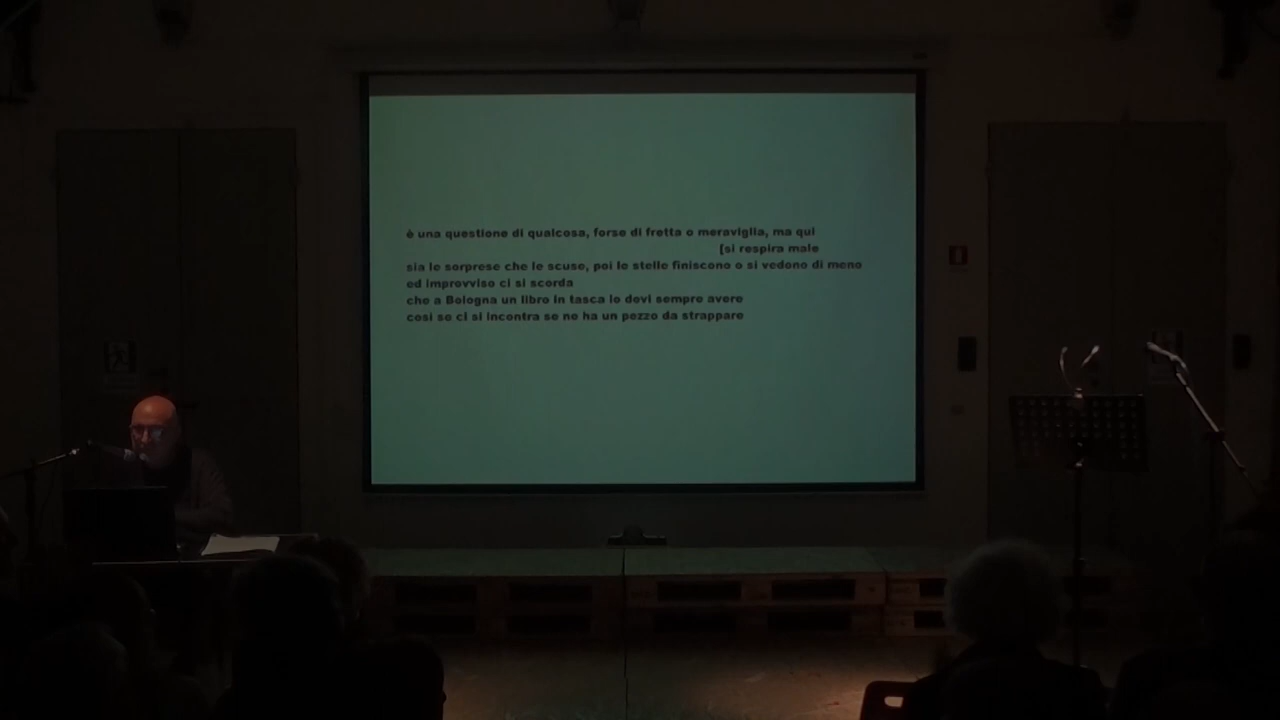 è una questione di qualcosa, forse di fretta o meraviglia, ma qui
[si respira male
sia le sorprese che le scuse, poi le stelle finiscono o si vedono di meno
ed improvviso ci si scorda
che a Bologna un libro in tasca lo devi sempre avere
così se ci si incontra se ne ha un pezzo da strappare